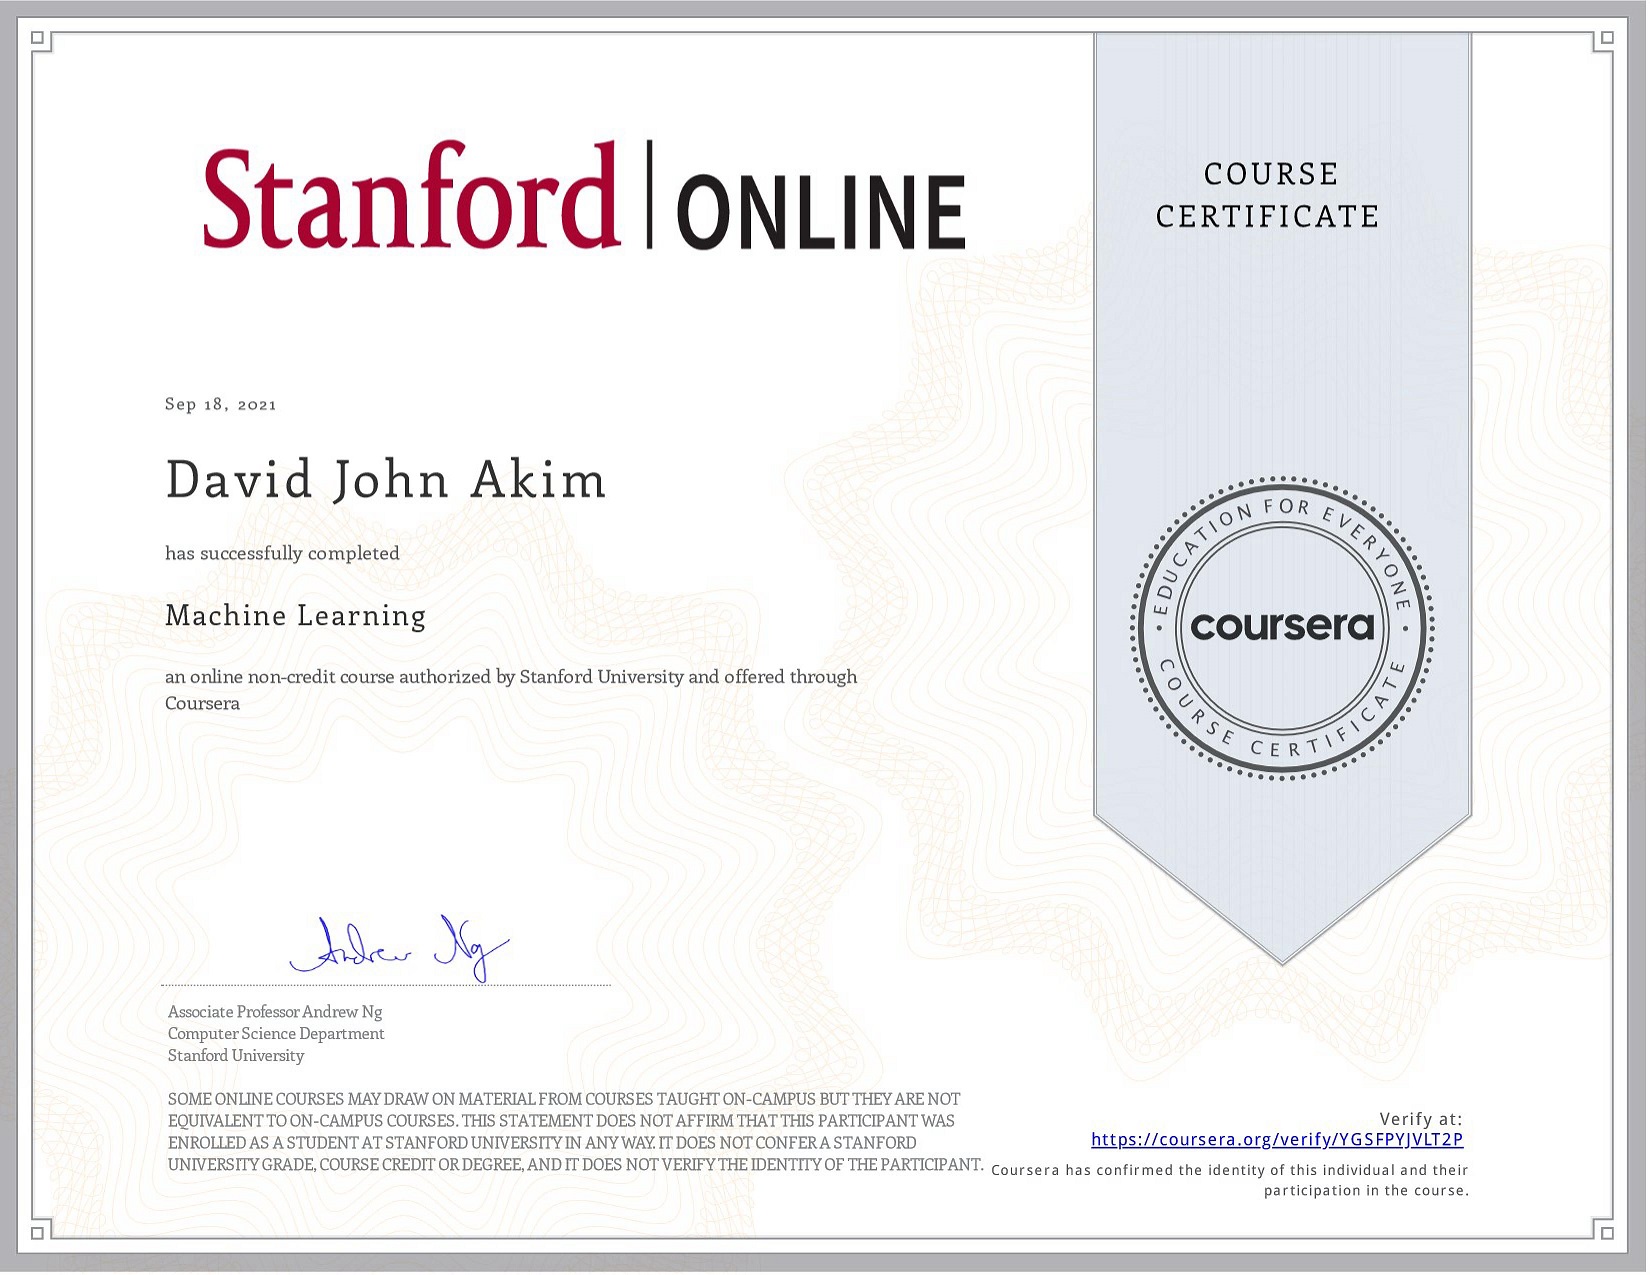 Stanford | ONLINE
COURSE
CERTIFICATE
Sep 18, 2021
David John Akim
has successfully completed
Machine Learning
an online non-credit course authorized by Stanford University and offered through
Coursera
EDUCATION FOR EVERYONE
coursera
COURSE CERTIFICATE
Andrew Ng
Associate Professor Andrew Ng
Computer Science Department
Stanford University
SOME ONLINE COURSES MAY DRAW ON MATERIAL FROM COURSES TAUGHT ON-CAMPUS BUT THEY ARE NOT
EQUIVALENT TO ON-CAMPUS COURSES. THIS STATEMENT DOES NOT AFFIRM THAT THIS PARTICIPANT WAS
ENROLLED AS A STUDENT AT STANFORD UNIVERSITY IN ANY WAY. IT DOES NOT CONFER A STANFORD
UNIVERSITY GRADE, COURSE CREDIT OR DEGREE, AND IT DOES NOT VERIFY THE IDENTITY OF THE PARTICIPANT.
Verify at:
https://coursera.org/verify/YGSFPYJVLT2P
Coursera has confirmed the identity of this individual and their
participation in the course.